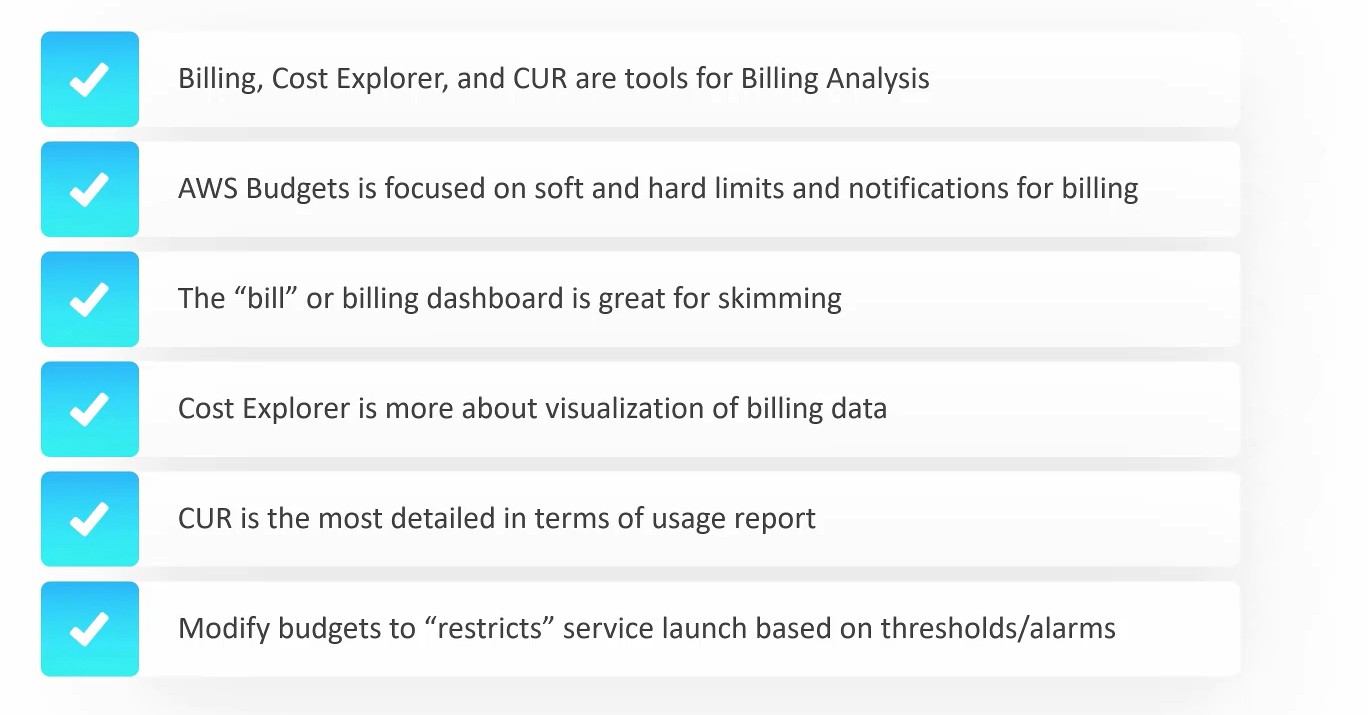 Billing, Cost Explorer, and CUR are tools for Billing Analysis
AWS Budgets is focused on soft and hard limits and notifications for billing
The “bill” or billing dashboard is great for skimming
Cost Explorer is more about visualization of billing data
CUR is the most detailed in terms of usage report
Modify budgets to “restricts” service launch based on thresholds/alarms